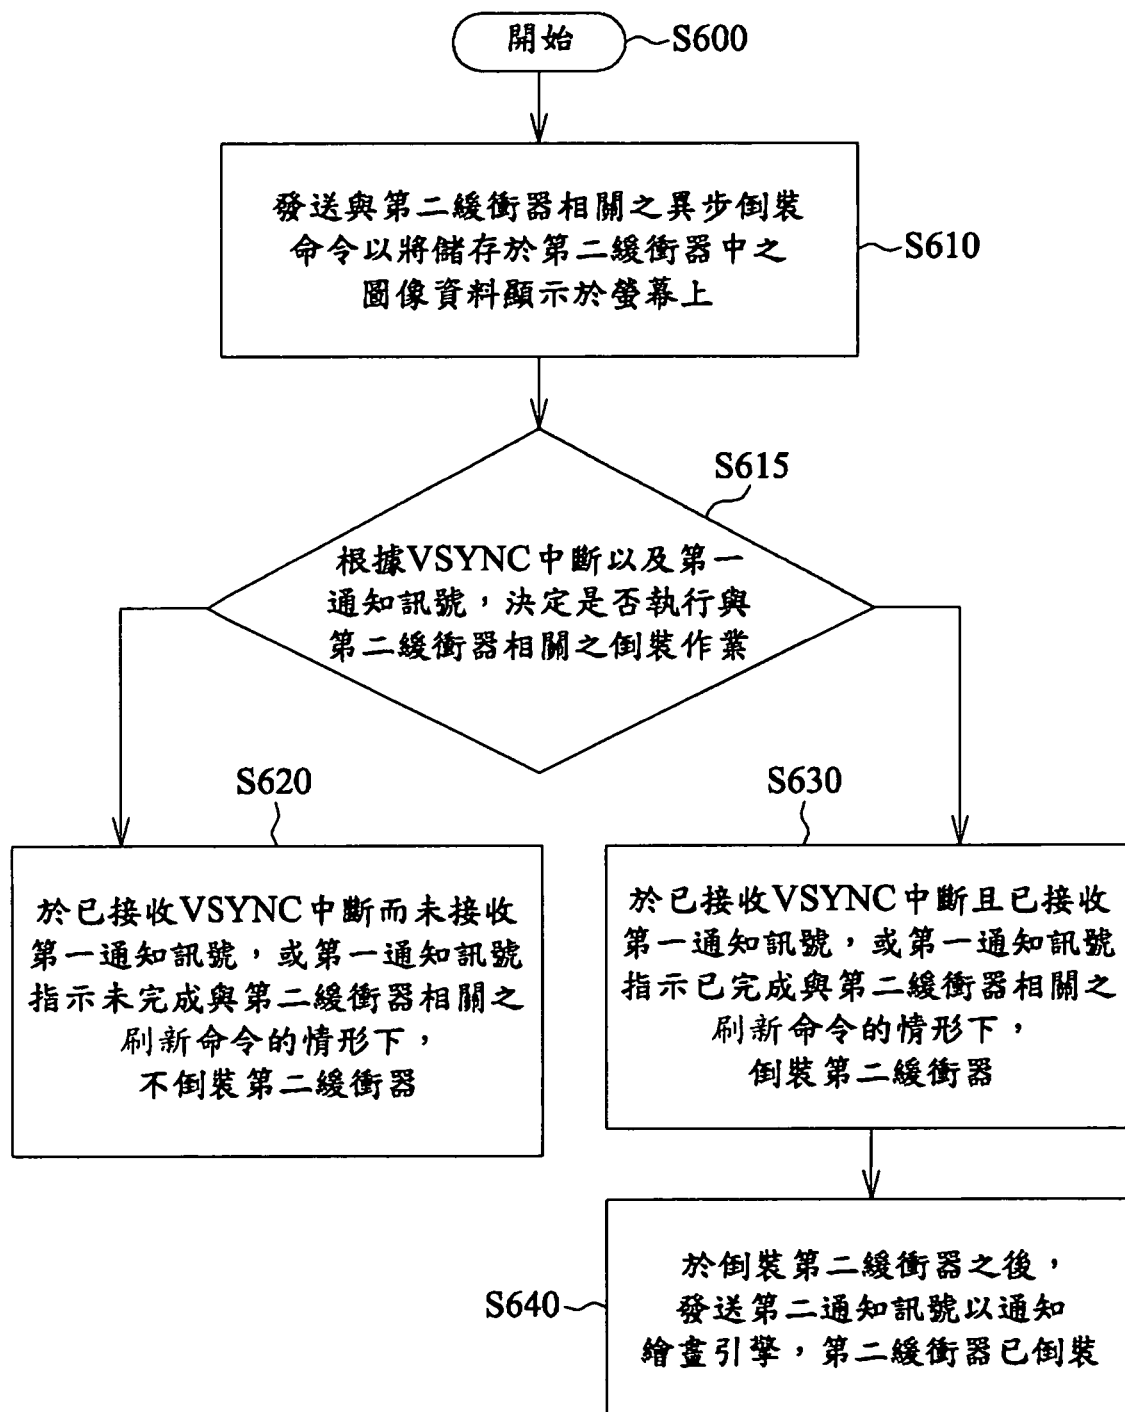 開始
S600
發送與第二緩衝器相關之異步倒裝
命令以將儲存於第二緩衝器中之
圖像資料顯示於螢幕上
S610
S615
根據VSYNC中斷以及第一
通知訊號，決定是否執行與
第二緩衝器相關之倒裝作業
S620
於已接收VSYNC中斷而未接收
第一通知訊號，或第一通知訊號
指示未完成與第二緩衝器相關之
刷新命令的情形下，
不倒裝第二緩衝器
S630
於已接收VSYNC中斷且已接收
第一通知訊號，或第一通知訊號
指示已完成與第二緩衝器相關之
刷新命令的情形下，
倒裝第二緩衝器
S640
於倒裝第二緩衝器之後，
發送第二通知訊號以通知
繪畫引擎，第二緩衝器已倒裝